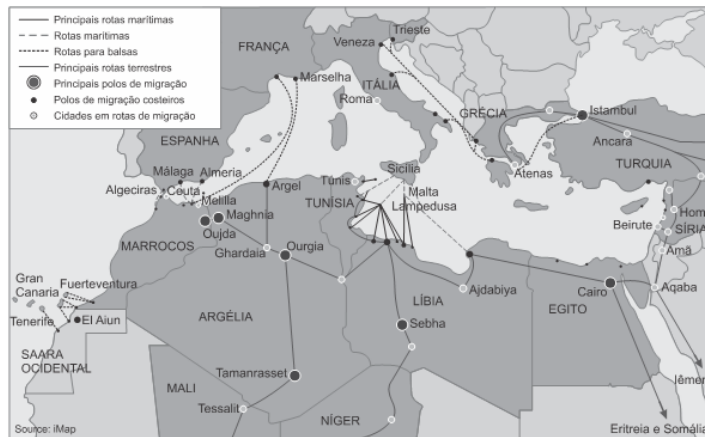 Principais rotas marítimas
Rotas marítimas
Rotas para balsas
Principais rotas terrestres
Principais polos de migração
Polos de migração costeiros
Cidades em rotas de migração
FRANÇA
Veneza
Trieste
Marselha
ITÁLIA
Roma
GRÉCIA
Istambul
ESPANHA
Ancara
TURQUIA
Atenas
Sicília
Málaga
Almeria
Túnis
Algeciras
Ceuta
Argel
Malta
Melilla
TUNÍSIA
Lampedusa
Maghnia
Beirute
Hom
SÍRIA
Oujda
MARROCOS
Ourgia
Amã
Ghardaia
Gran
Canaria
Fuerteventura
LÍBIA
Ajdabiya
Cairo
Aqaba
EGITO
Tenerife
El Aiun
ARGÉLIA
Sebha
SAARA
OCIDENTAL
Tamanrasset
Iêmen
MALI
Tessalit
NÍGER
Source: iMap
Eritreia e Somália